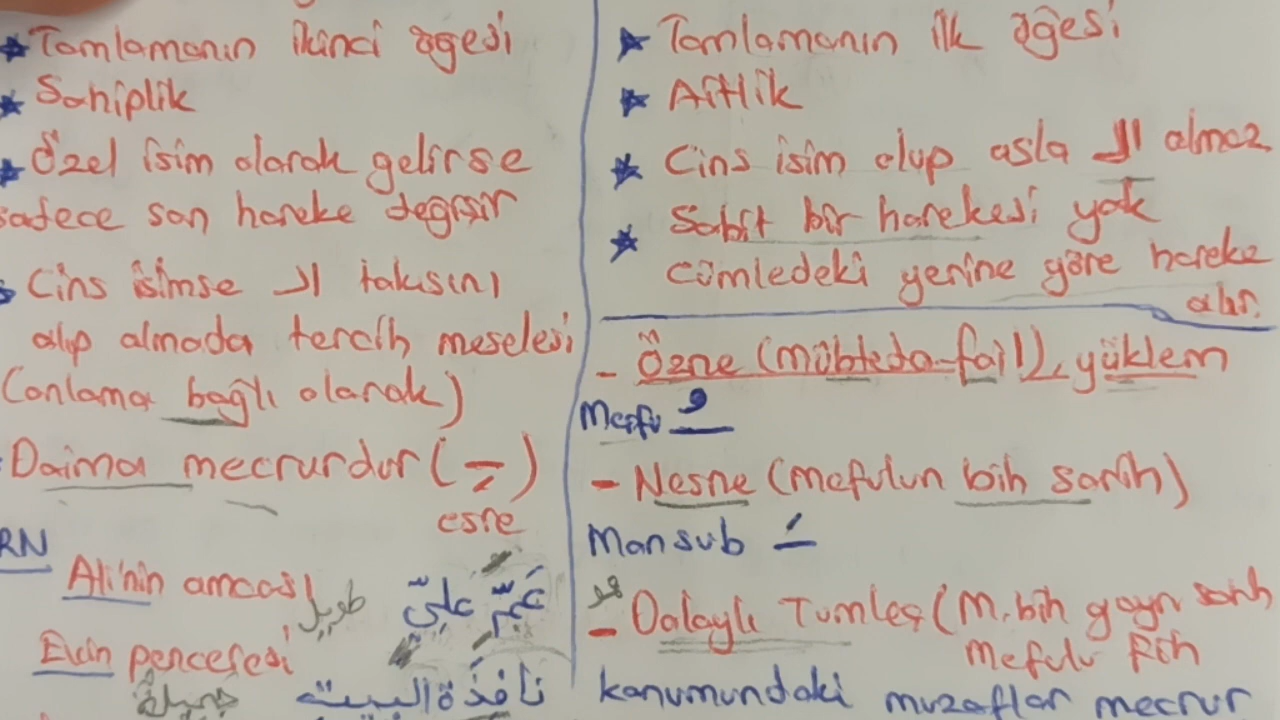 Tamlamanın ikinci ögesi
Sahiplik
Özel isim olarak gelirse
sadece son hareke değişir
Cins isimse ال takısını
alıp almada tercih meselesi
(anlama bağlı olarak)
Daima mecrurdur ( ـِ )
esre
RN
Ali'nin amcası طويل عَمّ عليّ
Evin penceresi
جميلة نافذة البيت
Tamlamanın ilk öğesi
Aitlik
Cins isim olup asla ال almaz
Sabit bir harekesi yok
cümledeki yerine göre hareke
alır.
- Özne (mübteda-fail), yüklem
Merfu ـُ
- Nesne (mefulun bih sarih)
Mansub ـَ
هو
- Dolaylı Tümleç (M. bih gayrı sarih
Mefulu Fih
konumundaki muzaflar mecrur